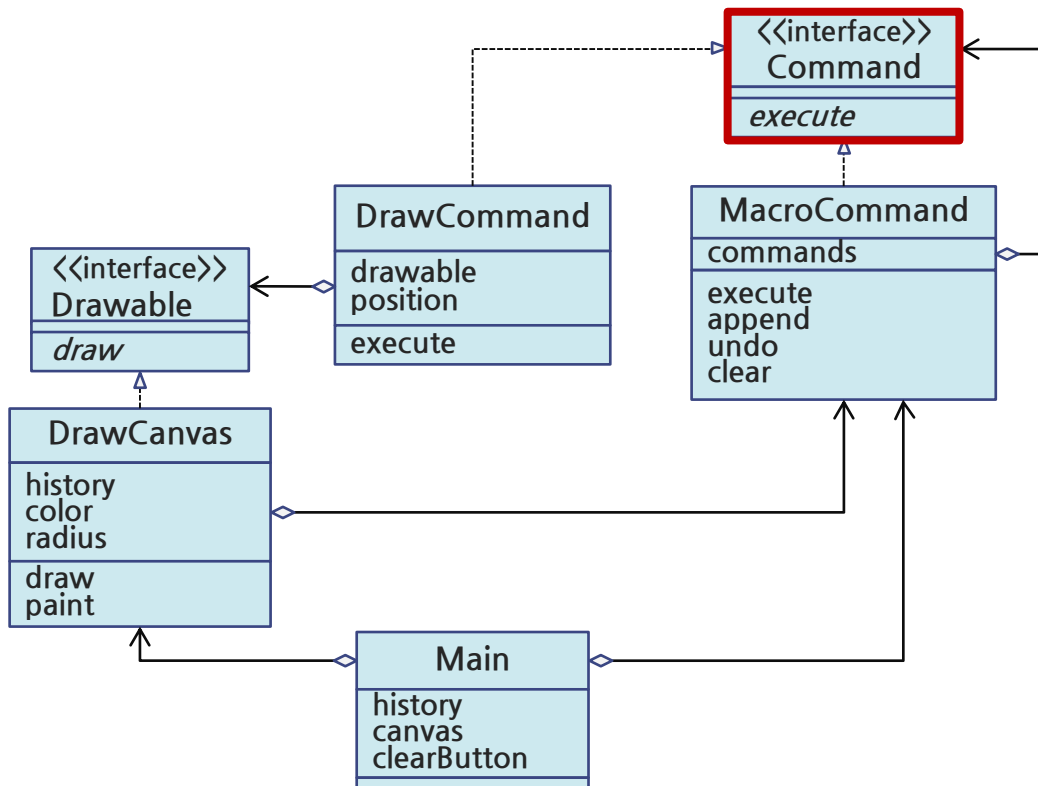 <<interface>>
Command
execute
DrawCommand
drawable
position
execute
MacroCommand
commands
execute
append
undo
clear
<<interface>>
Drawable
draw
DrawCanvas
history
color
radius
draw
paint
Main
history
canvas
clearButton